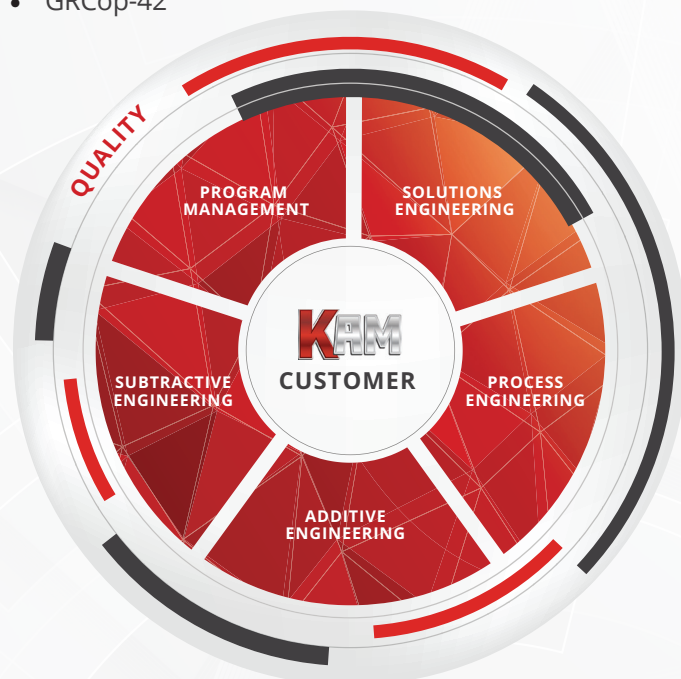 • GRCop-42
QUALITY
PROGRAM
MANAGEMENT
SOLUTIONS
ENGINEERING
KAM
CUSTOMER
SUBTRACTIVE
ENGINEERING
PROCESS
ENGINEERING
ADDITIVE
ENGINEERING